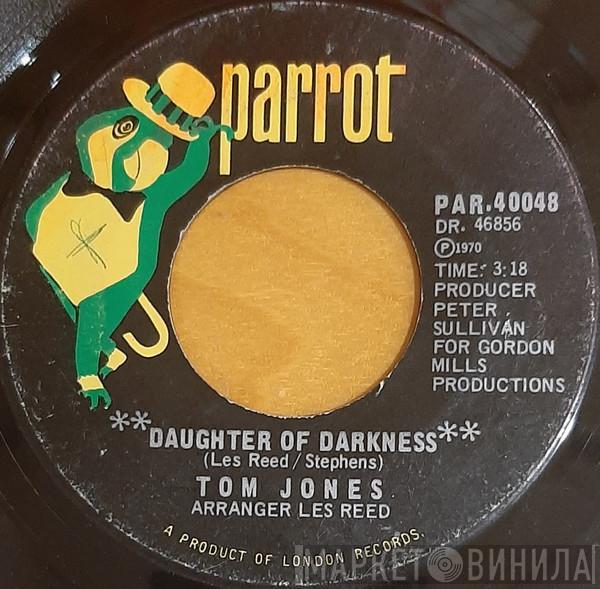 parrot
PAR.40048
DR. 46856
Ⓟ1970
TIME: 3:18
PRODUCER
PETER
SULLIVAN
FOR GORDON
MILLS
PRODUCTIONS
**DAUGHTER OF DARKNESS**
(Les Reed/Stephens)
TOM JONES
ARRANGER LES REED
A PRODUCT OF LONDON RECORDS.
МАРКЕТ ВИНИЛА